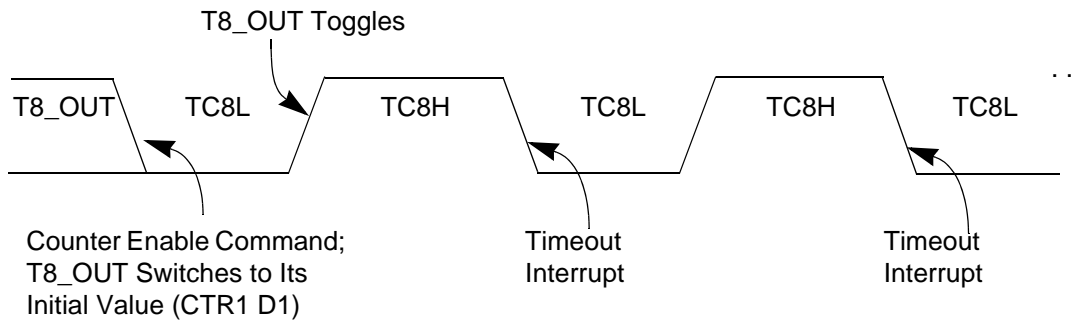 T8_OUT Toggles
. .
T8_OUT TC8L TC8H TC8L TC8H TC8L
Counter Enable Command;
T8_OUT Switches to Its
Initial Value (CTR1 D1)
Timeout
Interrupt
Timeout
Interrupt